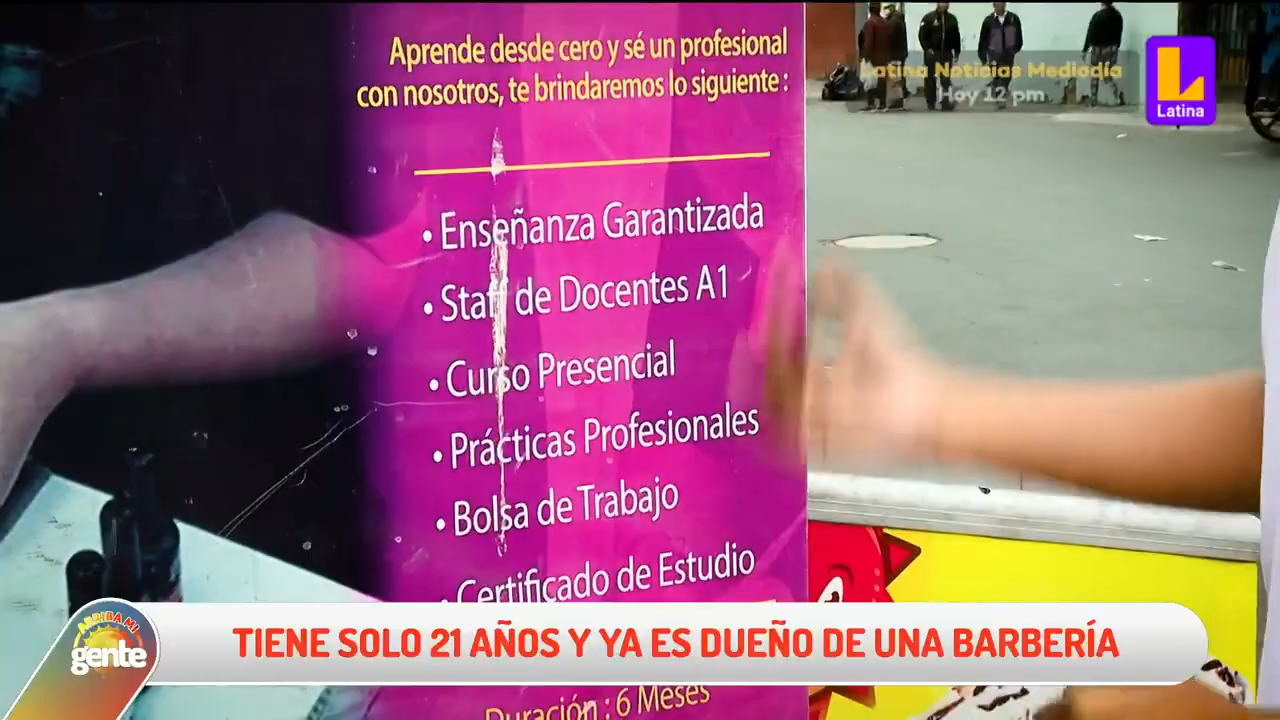 Aprende desde cero y sé un profesional
con nosotros, te brindaremos lo siguiente :
Latina Noticias Mediodía
Hoy 12 pm
Latina
• Enseñanza Garantizada
• Staff de Docentes A1
• Curso Presencial
• Prácticas Profesionales
• Bolsa de Trabajo
• Certificado de Estudio
ARRIBA MI
gente
TIENE SOLO 21 AÑOS Y YA ES DUEÑO DE UNA BARBERÍA
Duración : 6 Meses